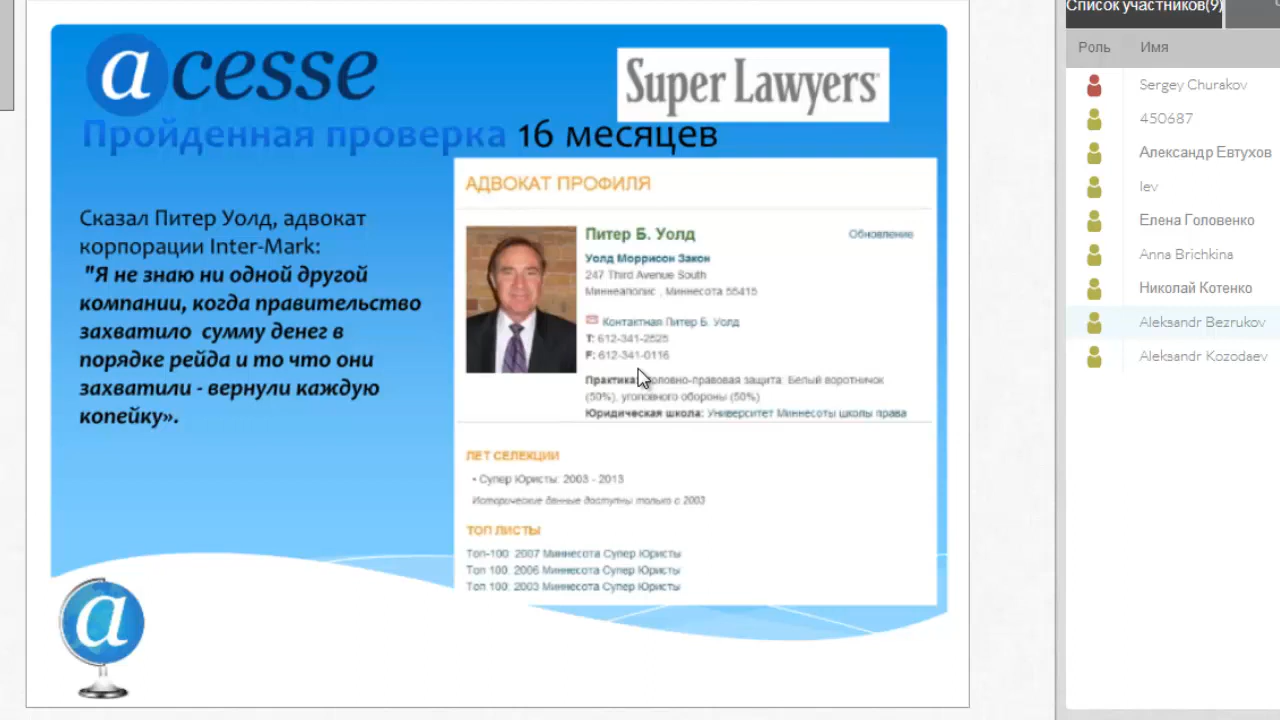 acesse
Super Lawyers
Пройденная проверка 16 месяцев
Сказал Питер Уолд, адвокат
корпорации Inter-Mark:
"Я не знаю ни одной другой
компании, когда правительство
захватило сумму денег в
порядке рейда и то что они
захватили - вернули каждую
копейку».
АДВОКАТ ПРОФИЛЯ
Питер Б. Уолд
Обновление
Уолд Моррисон Закон
247 Third Avenue South
Миннеаполис , Миннесота 55415
Контактная Питер Б. Уолд
T: 612-341-2525
F: 612-341-0116
Практика: головно-правовая защита: Белый воротничок
(50%), уголовного обороны (50%)
Юридическая школа: Университет Миннесоты школы права
ЛЕТ СЕЛЕКЦИИ
• Супер Юристы: 2003 - 2013
Исторические данные доступны только с 2003
ТОП ЛИСТЫ
Топ-100: 2007 Миннесота Супер Юристы
Топ 100: 2006 Миннесота Супер Юристы
Топ 100: 2003 Миннесота Супер Юристы
a
Список участников(9)
Роль Имя
Sergey Churakov
450687
Александр Евтухов
lev
Елена Головенко
Anna Brichkina
Николай Котенко
Aleksandr Bezrukov
Aleksandr Kozodaev